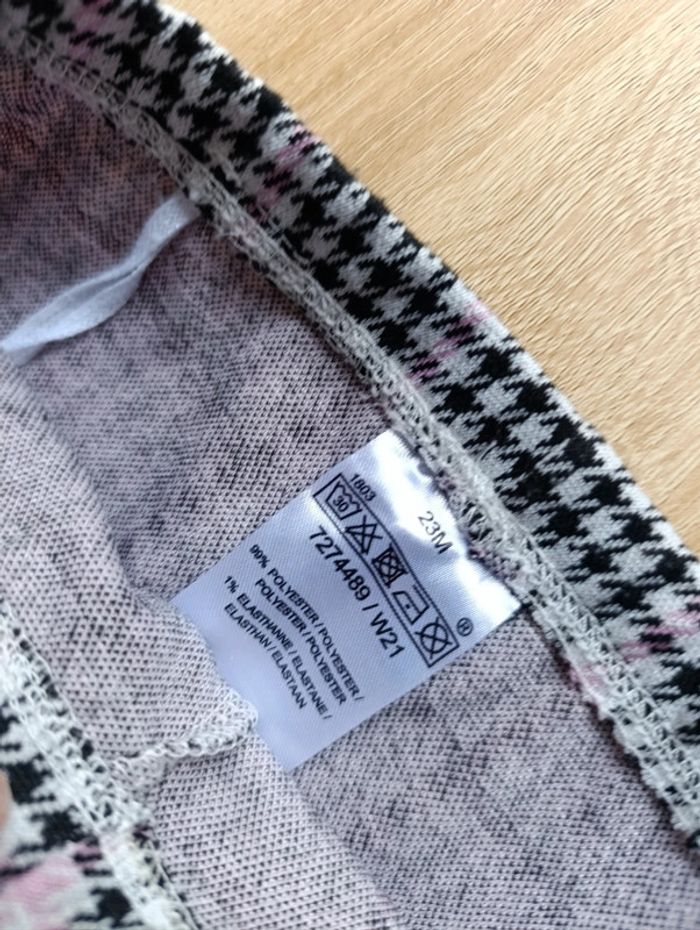 23M
1803
30
®
7274489 / W21
99% POLYESTER / POLYESTER /
POLYESTER / POLYESTER
1% ELASTHANNE / ELASTANE /
ELASTHAN / ELASTAAN